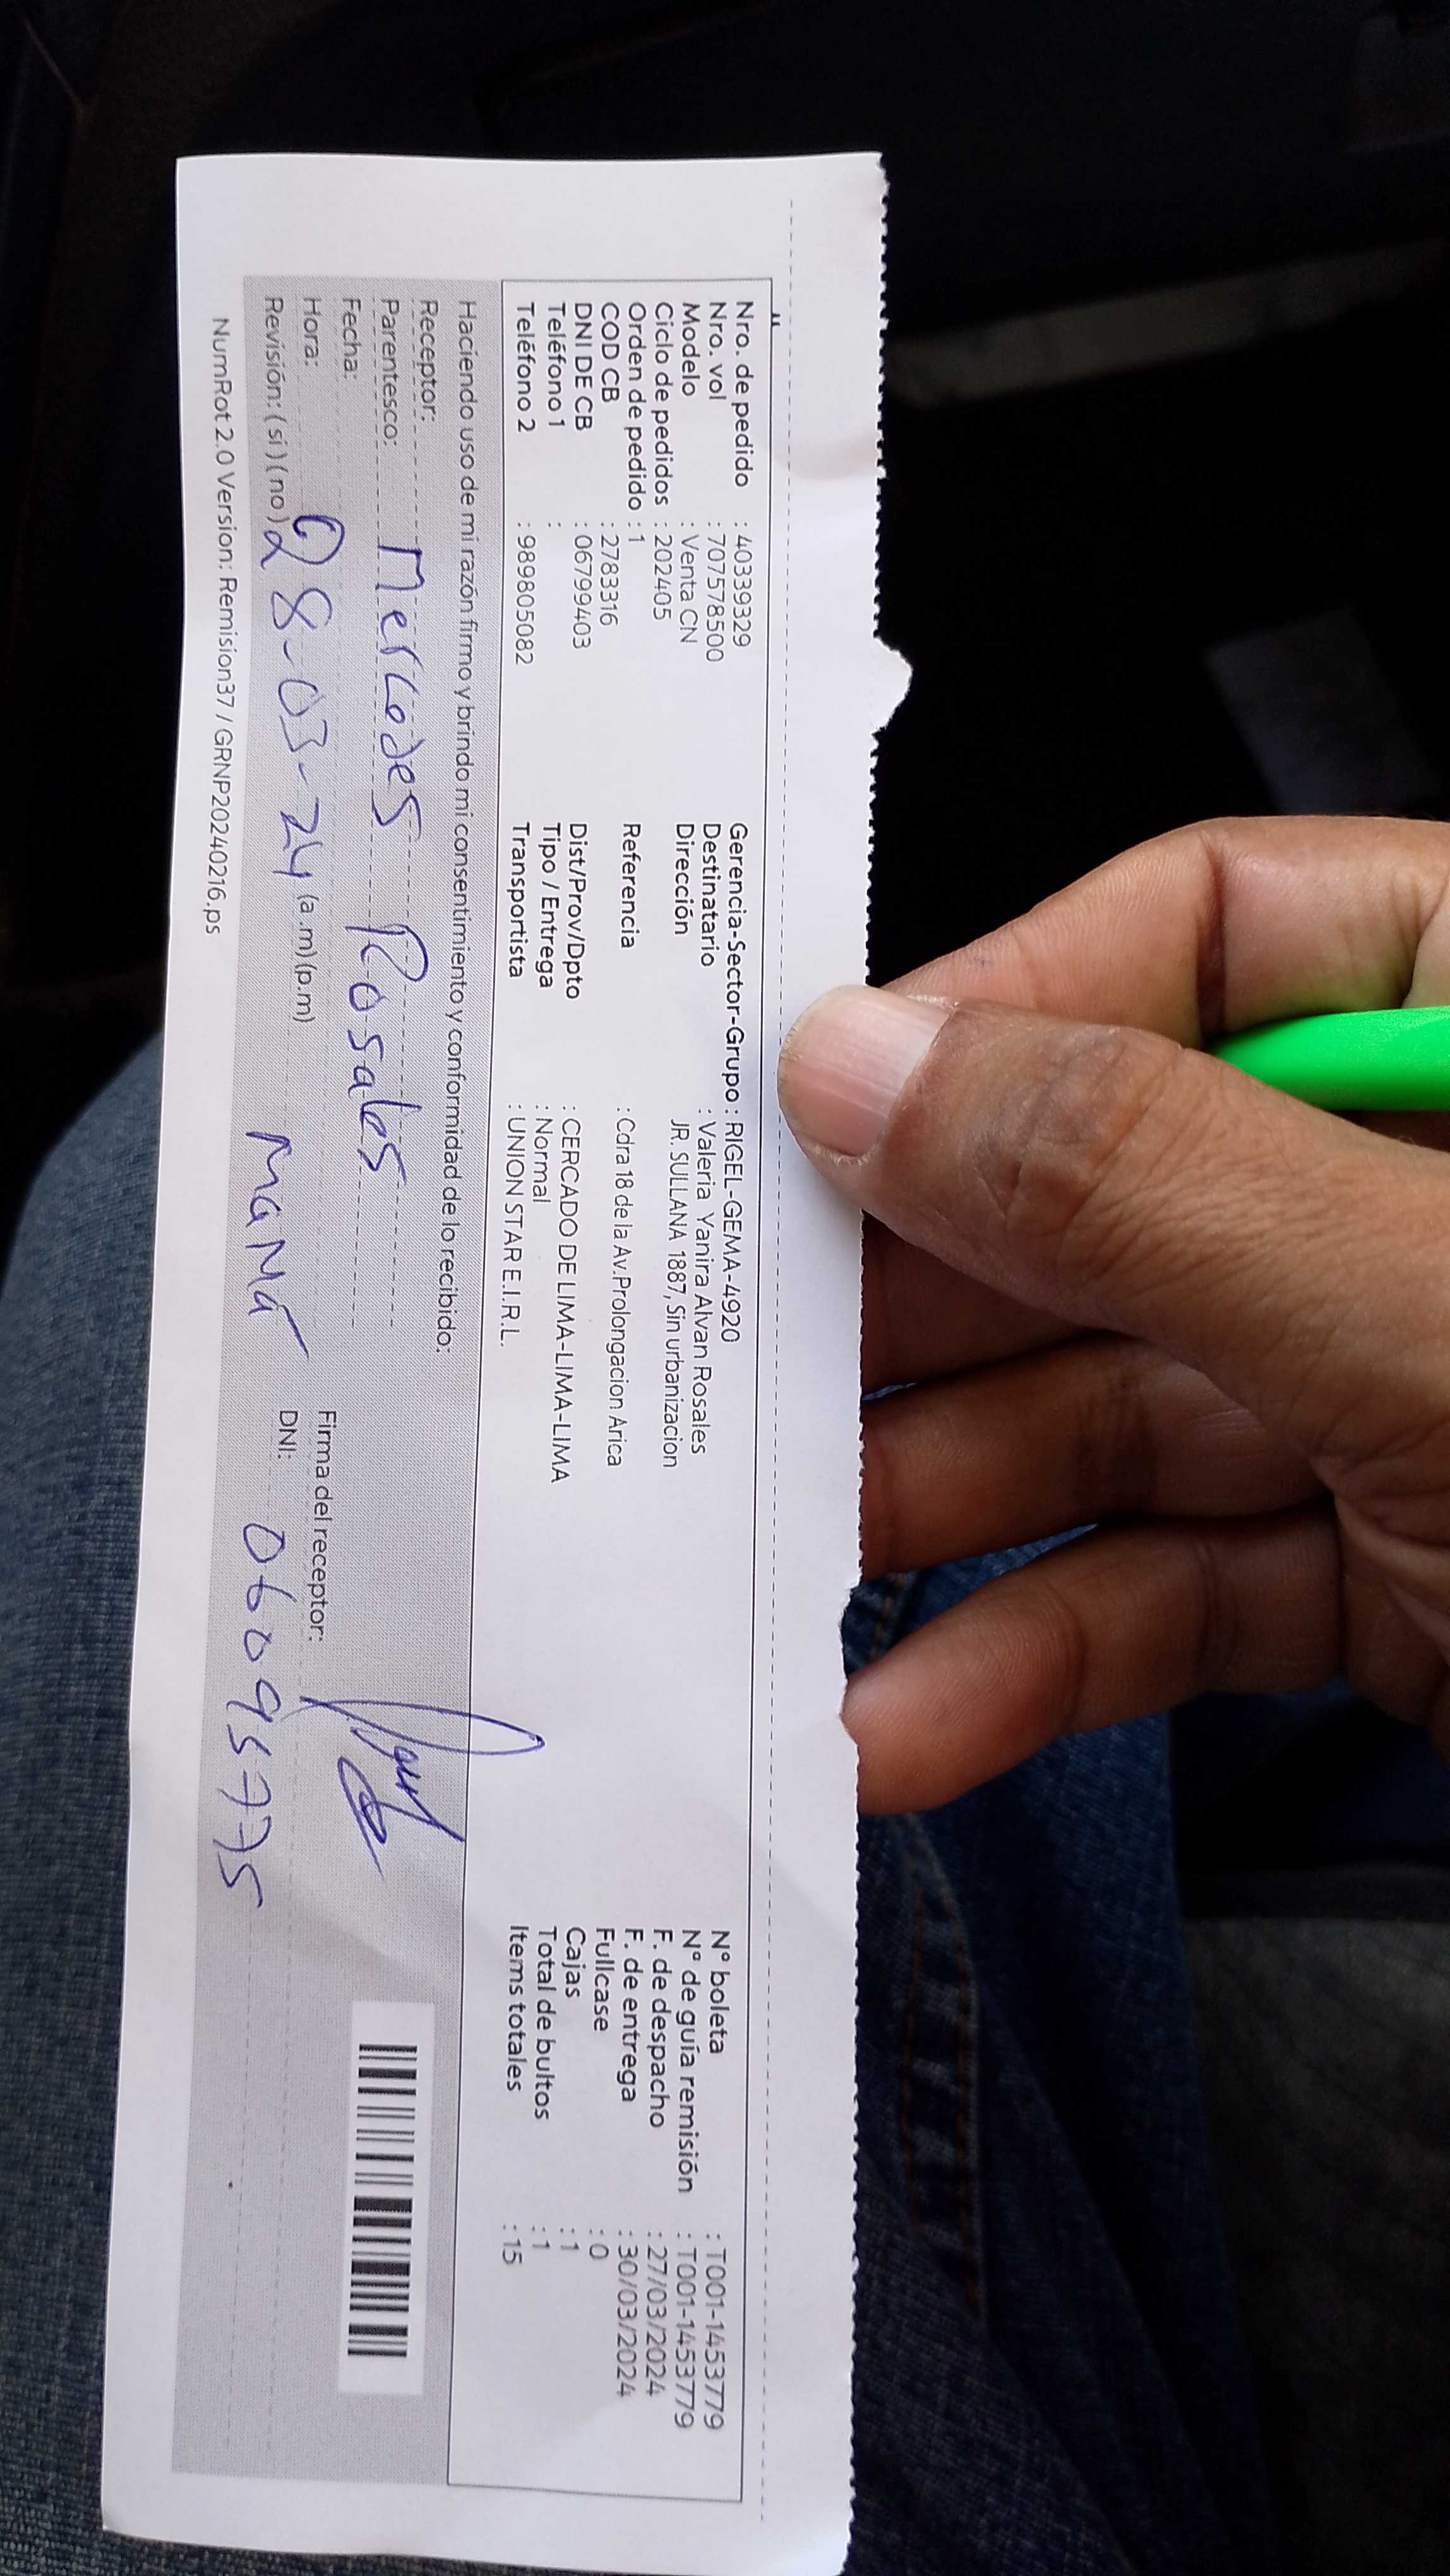 Nro. de pedido : 40339329
Nro. vol : 707578500
Modelo : Venta CN
Ciclo de pedidos : 202405
Orden de pedido : 1
COD CB : 2783316
DNI DE CB : 06799403
Teléfono 1 :
Teléfono 2 : 989805082
Gerencia-Sector-Grupo : RIGEL-GEMA-4920
Destinatario : Valeria Yanira Alvan Rosales
Dirección JR. SULLANA 1887, Sin urbanizacion
Referencia : Cdra 18 de la Av.Prolongacion Arica
Dist/Prov/Dpto : CERCADO DE LIMA-LIMA-LIMA
Tipo / Entrega : Normal
Transportista : UNION STAR E.I.R.L.
N° boleta : T001-1453779
N° de guía remisión : T001-1453779
F. de despacho : 27/03/2024
F. de entrega : 30/03/2024
Fullcase : 0
Cajas : 1
Total de bultos : 1
Items totales : 15
Haciendo uso de mi razón firmo y brindo mi consentimiento y conformidad de lo recibido:
Receptor:
Parentesco: Mercedes Rosales
Fecha:
Hora: (a.m)(p.m)
Revisión: ( si ) ( no ) 28-03-24 Mamá
Firma del receptor:
DNI: 06095775
NumRot 2.0 Version: Remision37 / GRNP20240216.ps